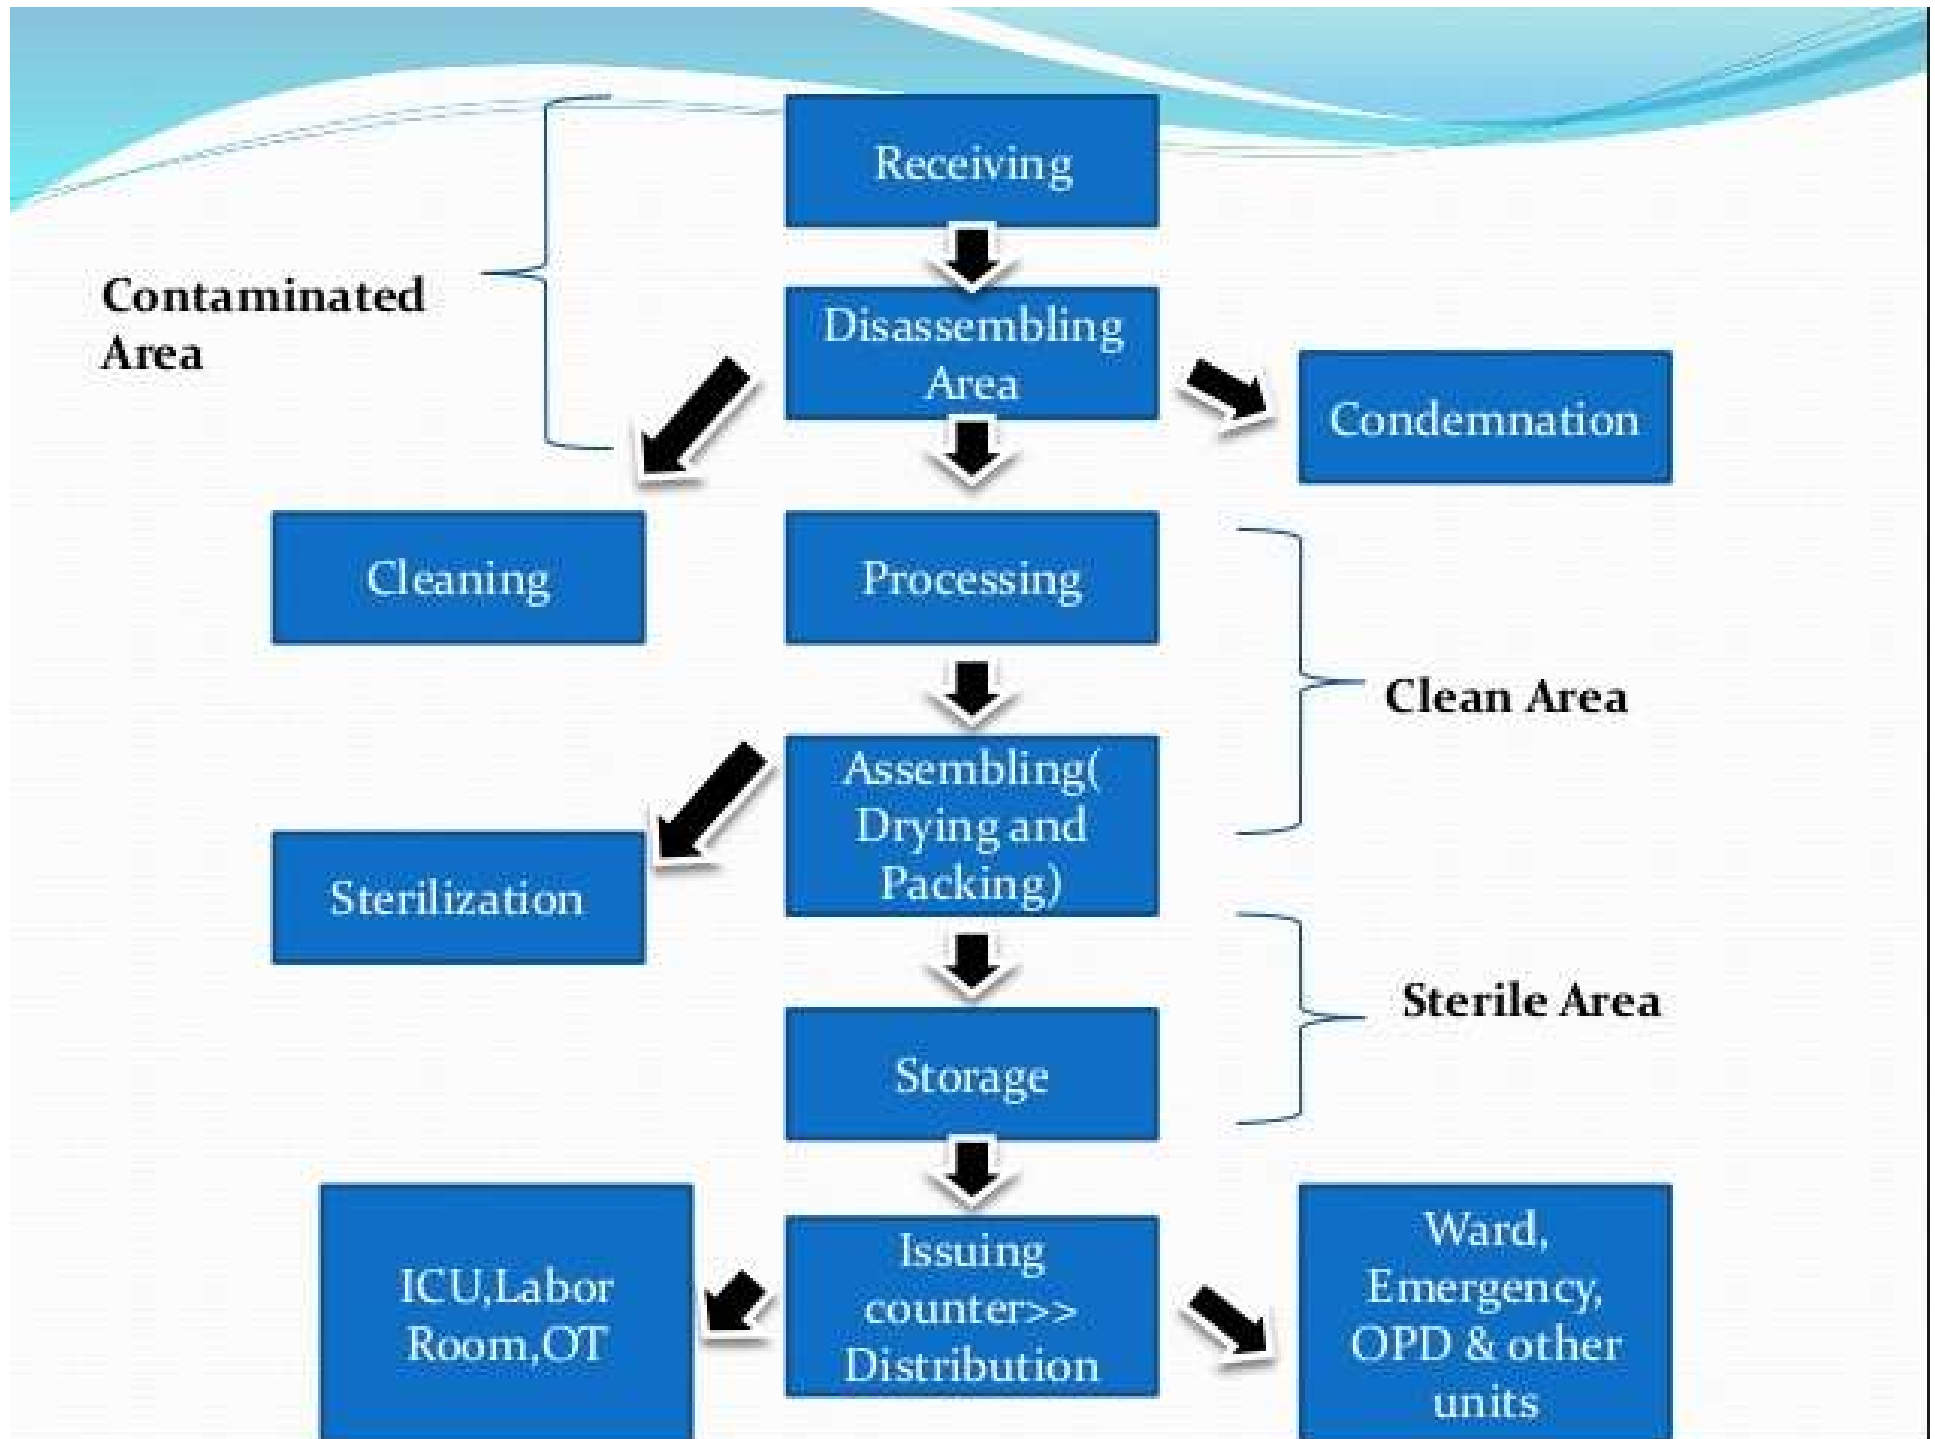 Receiving
Contaminated
Area
Disassembling
Area
Condemnation
Cleaning
Processing
Clean Area
Assembling(
Drying and
Packing)
Sterilization
Sterile Area
Storage
ICU,Labor
Room,OT
Issuing
counter>>
Distribution
Ward,
Emergency,
OPD & other
units